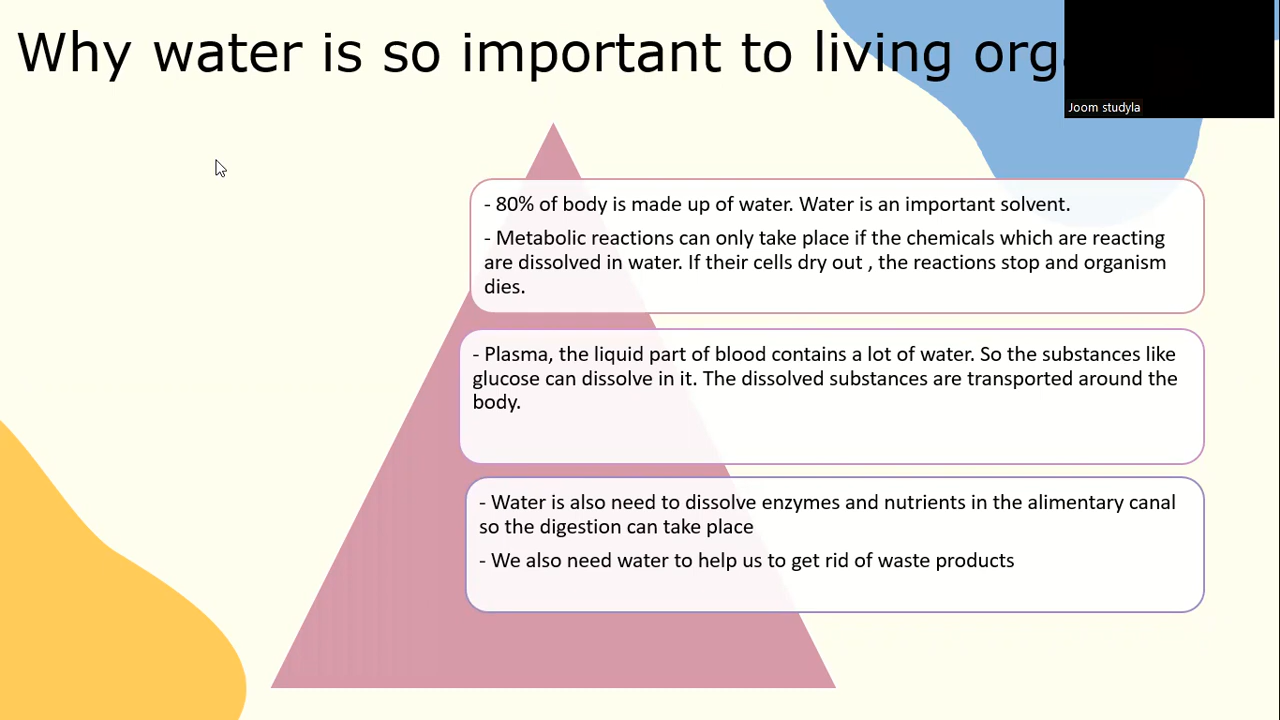 Why water is so important to living
Joom studyla
- 80% of body is made up of water. Water is an important solvent.
- Metabolic reactions can only take place if the chemicals which are reacting
are dissolved in water. If their cells dry out , the reactions stop and organism
dies.
- Plasma, the liquid part of blood contains a lot of water. So the substances like
glucose can dissolve in it. The dissolved substances are transported around the
body.
- Water is also need to dissolve enzymes and nutrients in the alimentary canal
so the digestion can take place
- We also need water to help us to get rid of waste products